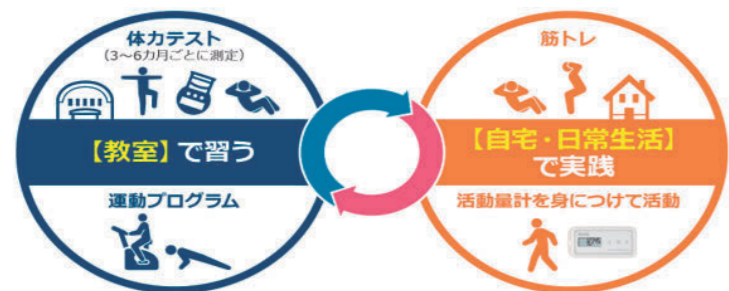 体力テスト
(3〜6カ月ごとに測定)
【教室】で習う
運動プログラム
筋トレ
【自宅・日常生活】
で実践
活動量計を身につけて活動